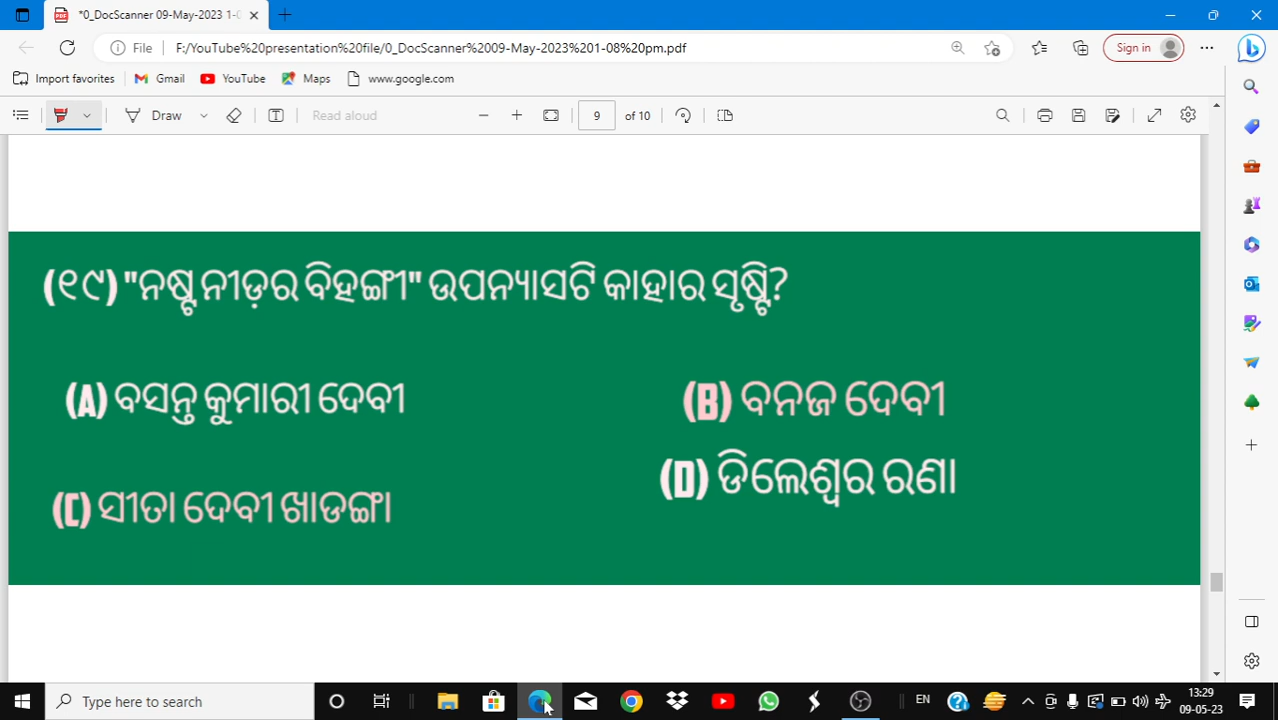 *0_DocScanner 09-May-2023 1-0
File F:/YouTube%20presentation%20file/0_DocScanner%2009-May-2023%201-08%20pm.pdf Sign in
Import favorites Gmail YouTube Maps www.google.com
Draw Read aloud 9 of 10
(୧୯) "ନଷ୍ଟ ନୀଡ଼ର ବିହଙ୍ଗୀ" ଉପନ୍ୟାସଟି କାହାର ସୃଷ୍ଟି?
(A) ବସନ୍ତ କୁମାରୀ ଦେବୀ
(B) ବନଜ ଦେବୀ
(C) ସୀତା ଦେବୀ ଖାଡଙ୍ଗା
(D) ଡିଲେଶ୍ୱର ରଣା
Type here to search EN 13:29
09-05-23